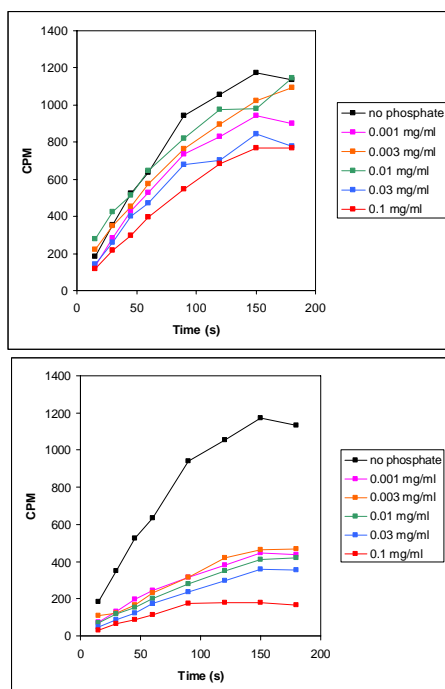 1400
1200
1000
800
600
400
200
0
CPM
0 50 100 150 200
Time (s)
no phosphate
0.001 mg/ml
0.003 mg/ml
0.01 mg/ml
0.03 mg/ml
0.1 mg/ml
1400
1200
1000
800
600
400
200
0
CPM
0 50 100 150 200
Time (s)
no phosphate
0.001 mg/ml
0.003 mg/ml
0.01 mg/ml
0.03 mg/ml
0.1 mg/ml